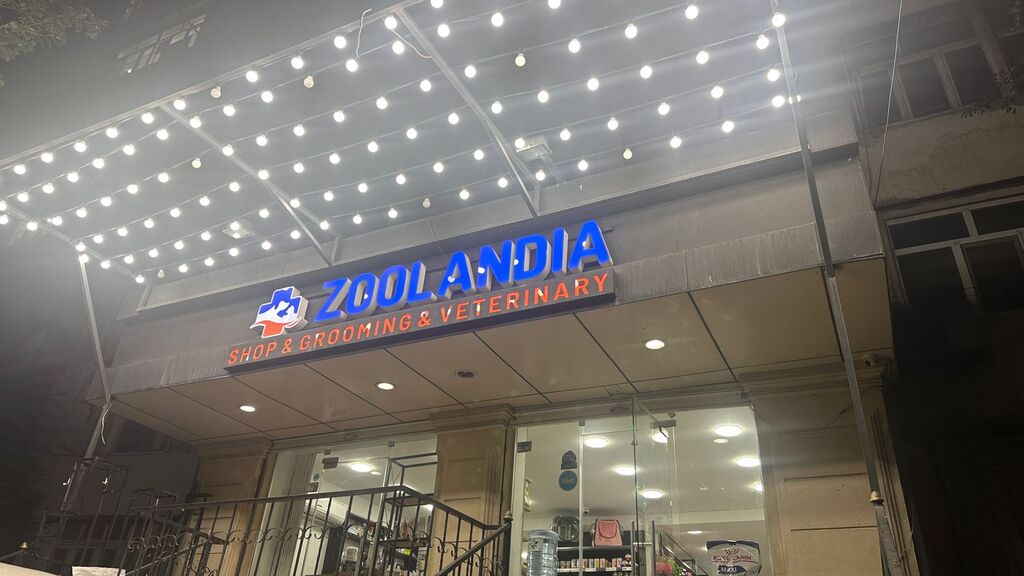 ZOOLANDIA
SHOP & GROOMING & VETERINARY